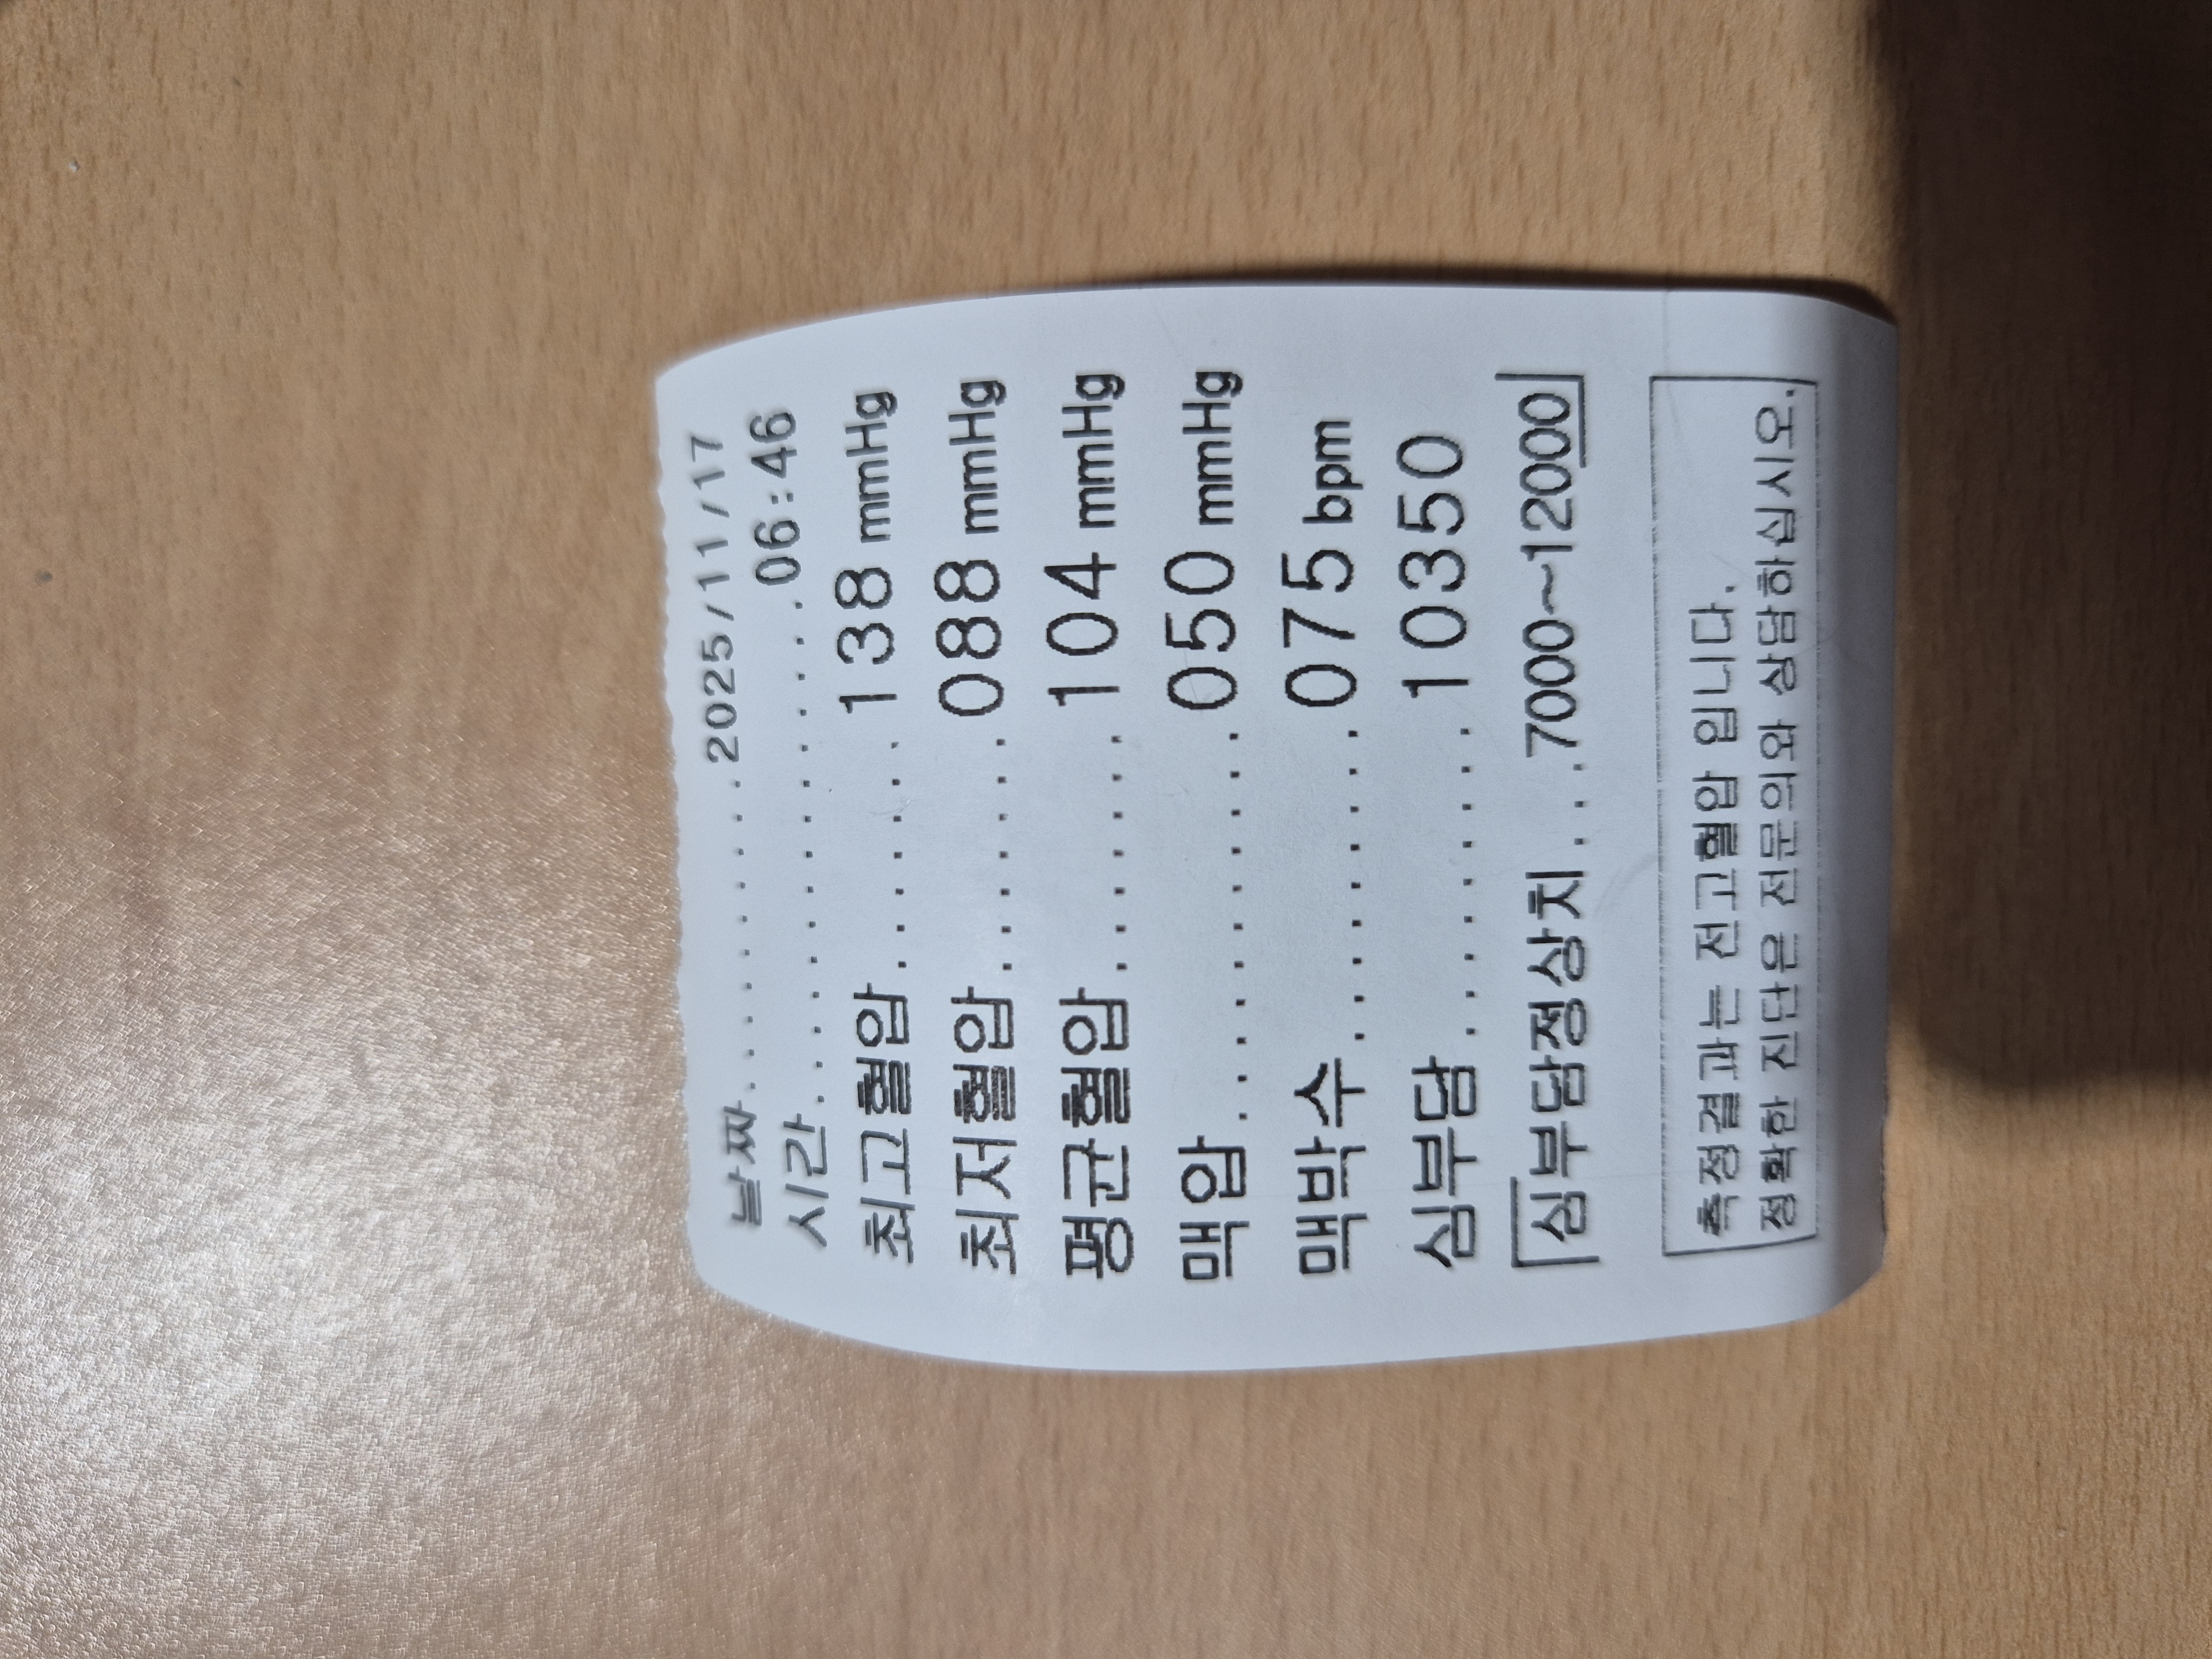 날짜..............2025/11/17
시간....................06:46
최고혈압.......138 mmHg
최저혈압.......088 mmHg
평균혈압.......104 mmHg
맥압...........050 mmHg
맥박수.........075 bpm
심부담.........10350
심부담정상치...7000~12000
측정결과는 전고혈압 입니다.
정확한 진단은 전문의와 상담하십시오.